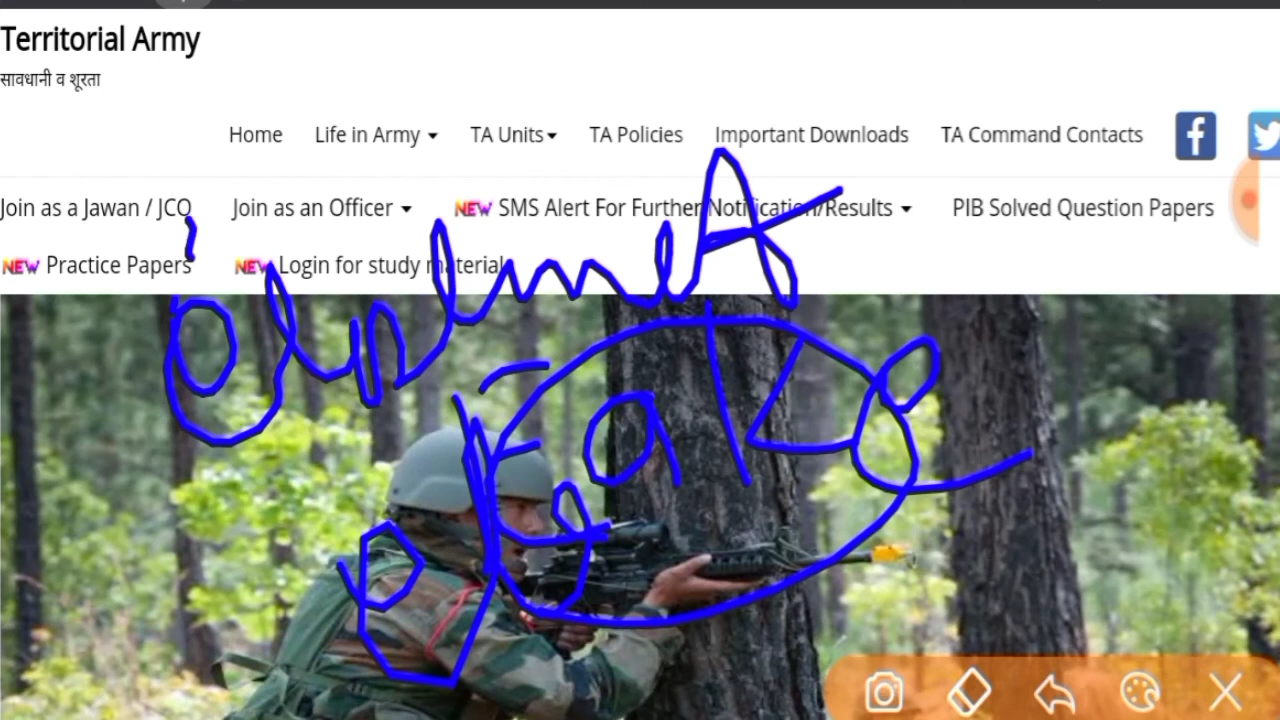 Territorial Army
सावधानी व शूरता
Home Life in Army TA Units TA Policies Important Downloads TA Command Contacts
Join as a Jawan / JCO Join as an Officer NEW SMS Alert For Further Notification/Results PIB Solved Question Papers
NEW Practice Papers NEW Login for study material